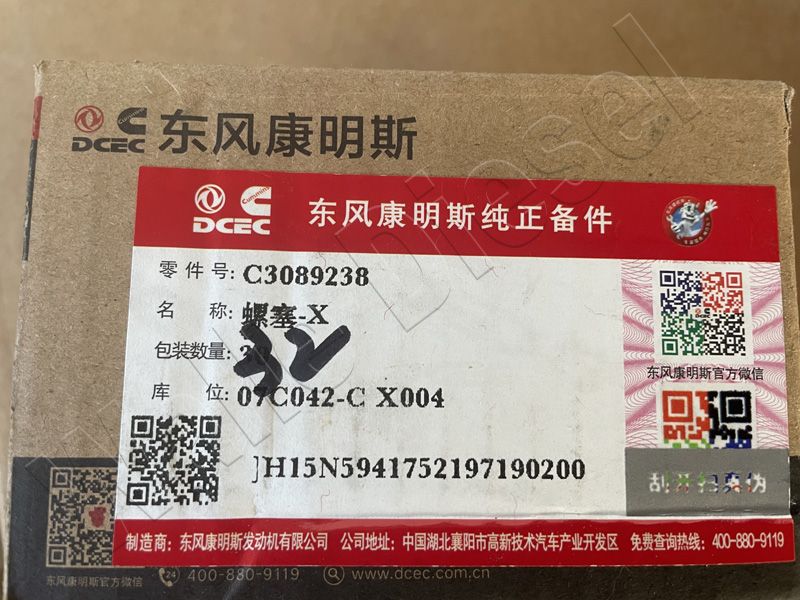 DCEC Cummins 东风康明斯
DCEC Cummins 东风康明斯纯正备件
零件号: C3089238
名 称: 螺塞-X
包装数量: 32
库 位: 07C042-C X004
东风康明斯官方微信
JH15N5941752197190200
刮开扫真伪
制造商: 东风康明斯发动机有限公司 公司地址: 中国湖北襄阳市高新技术汽车产业开发区 免费查询热线: 400-880-9119
东风康明斯官方微信 24 400-880-9119 www.dcec.com.cn
Diesel